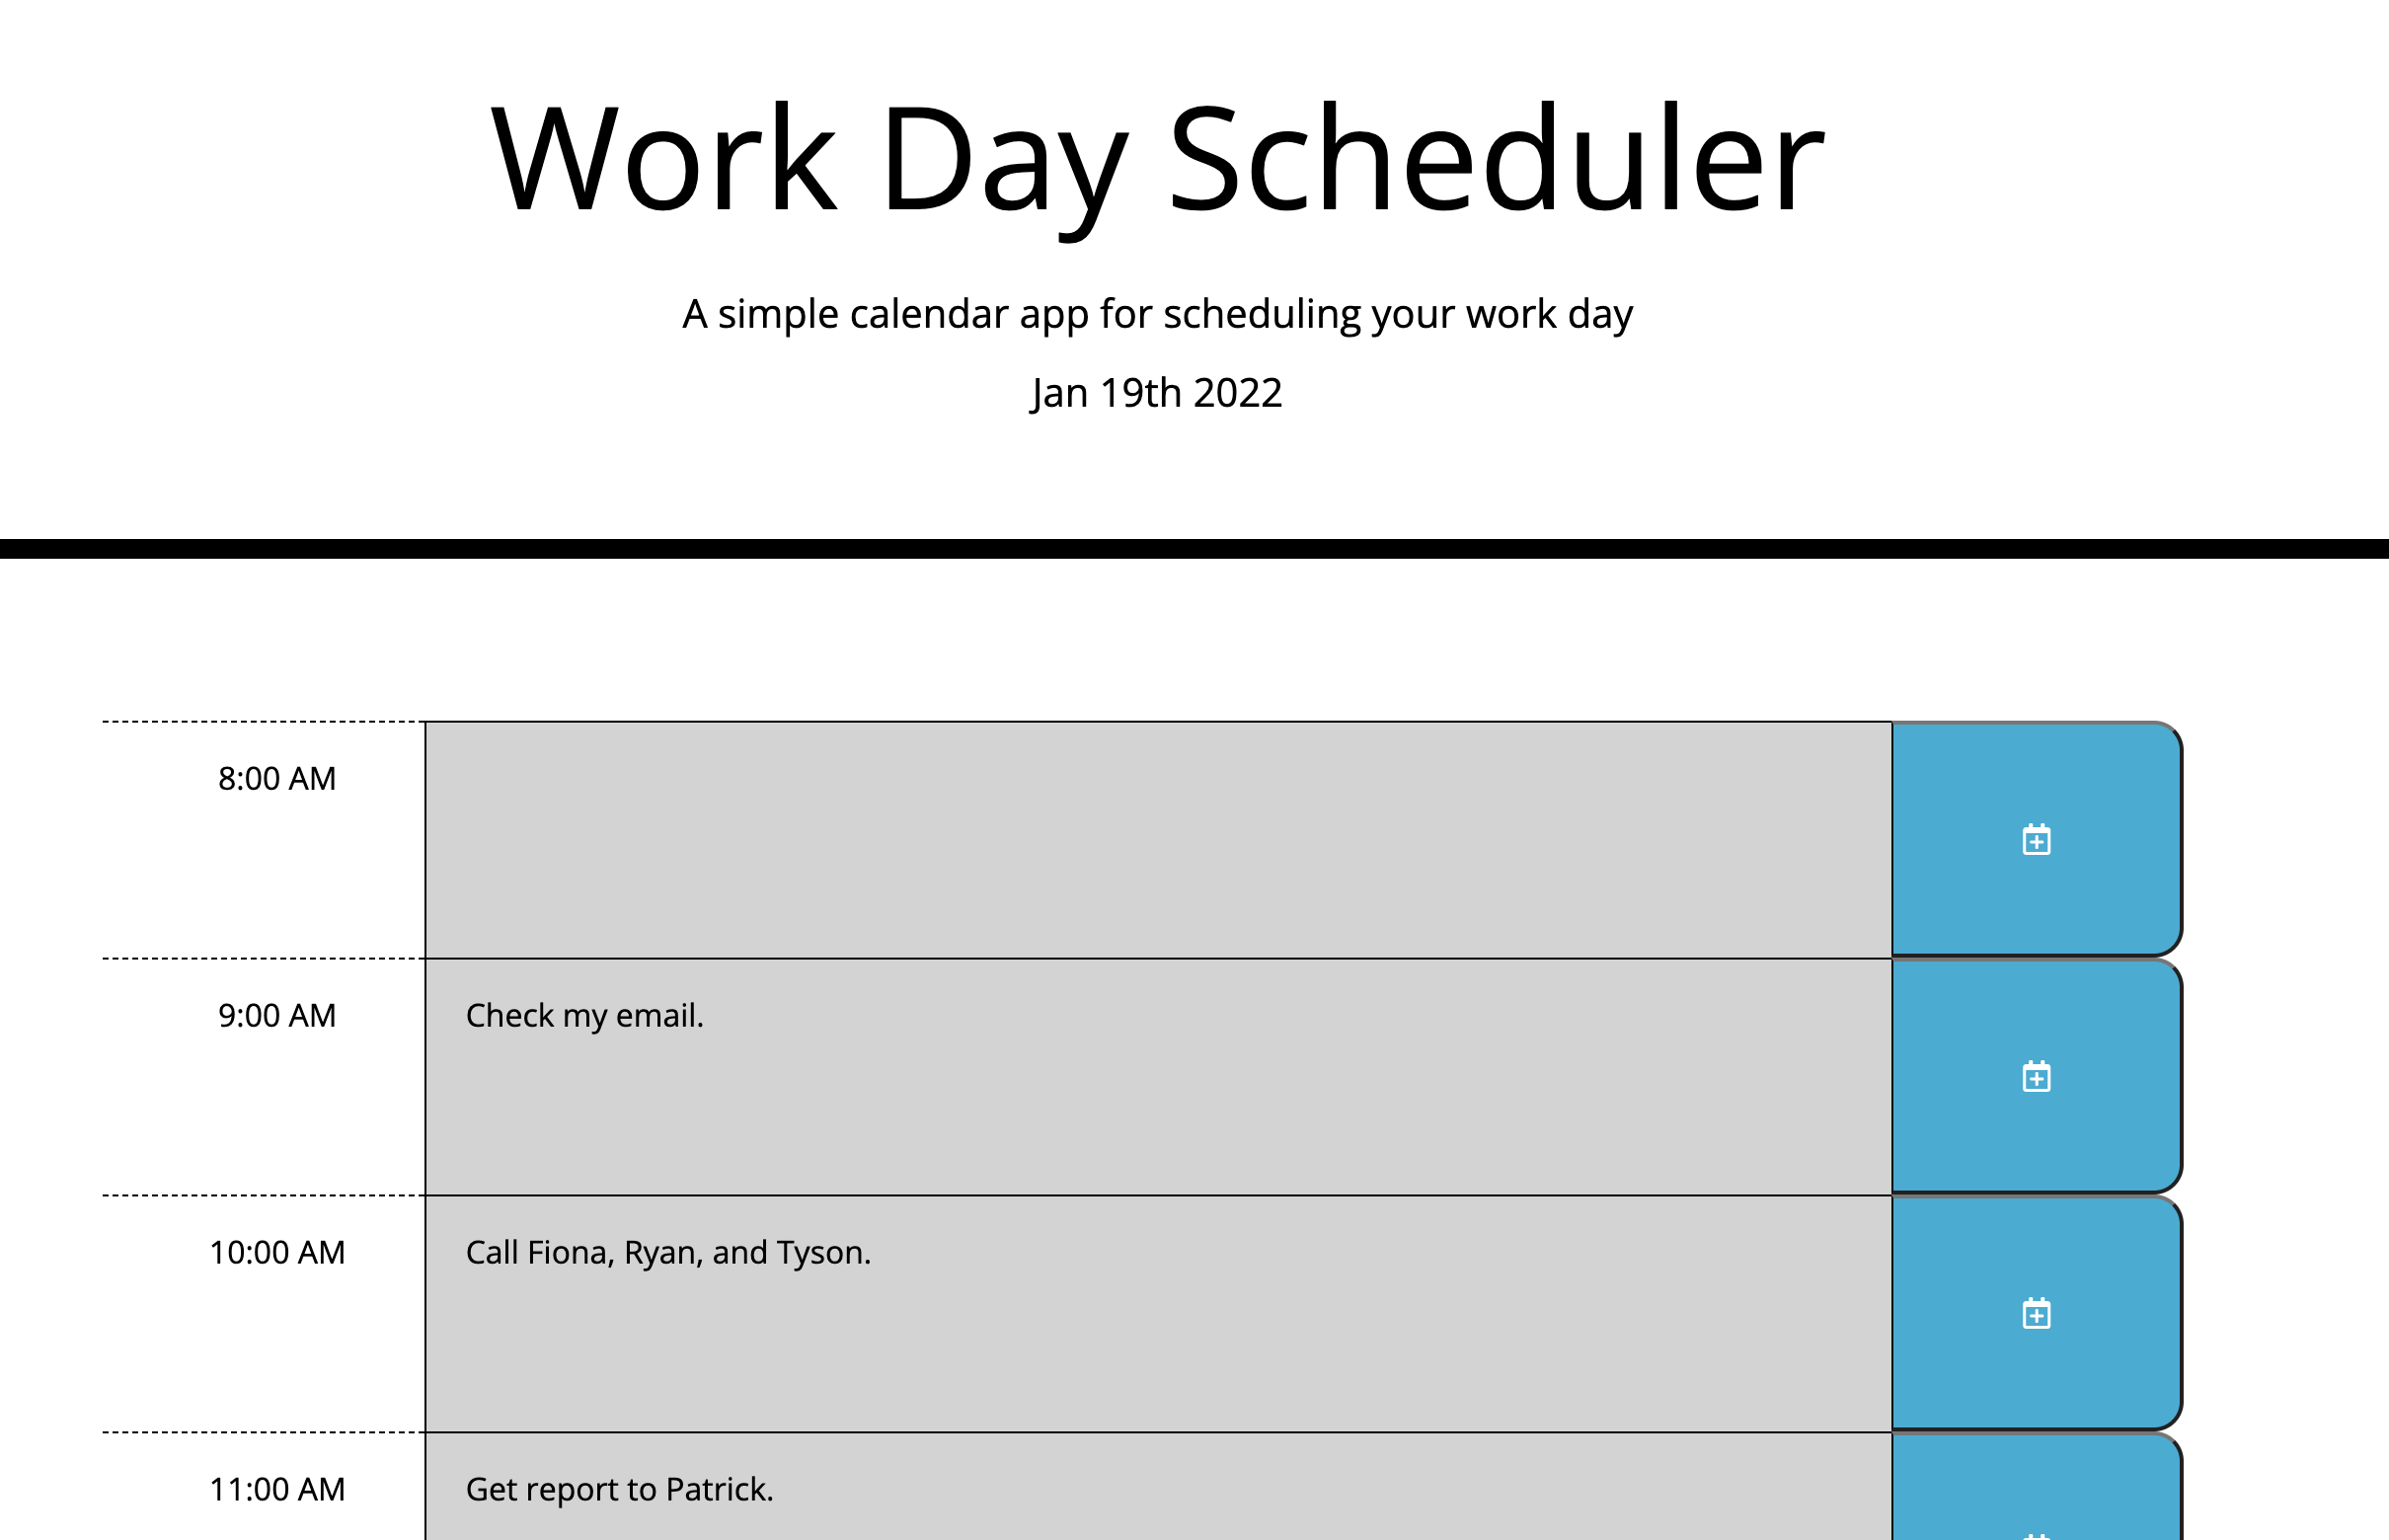 Work Day Scheduler
A simple calendar app for scheduling your work day
Jan 19th 2022
8:00 AM
9:00 AM
Check my email.
10:00 AM
Call Fiona, Ryan, and Tyson.
11:00 AM
Get report to Patrick.